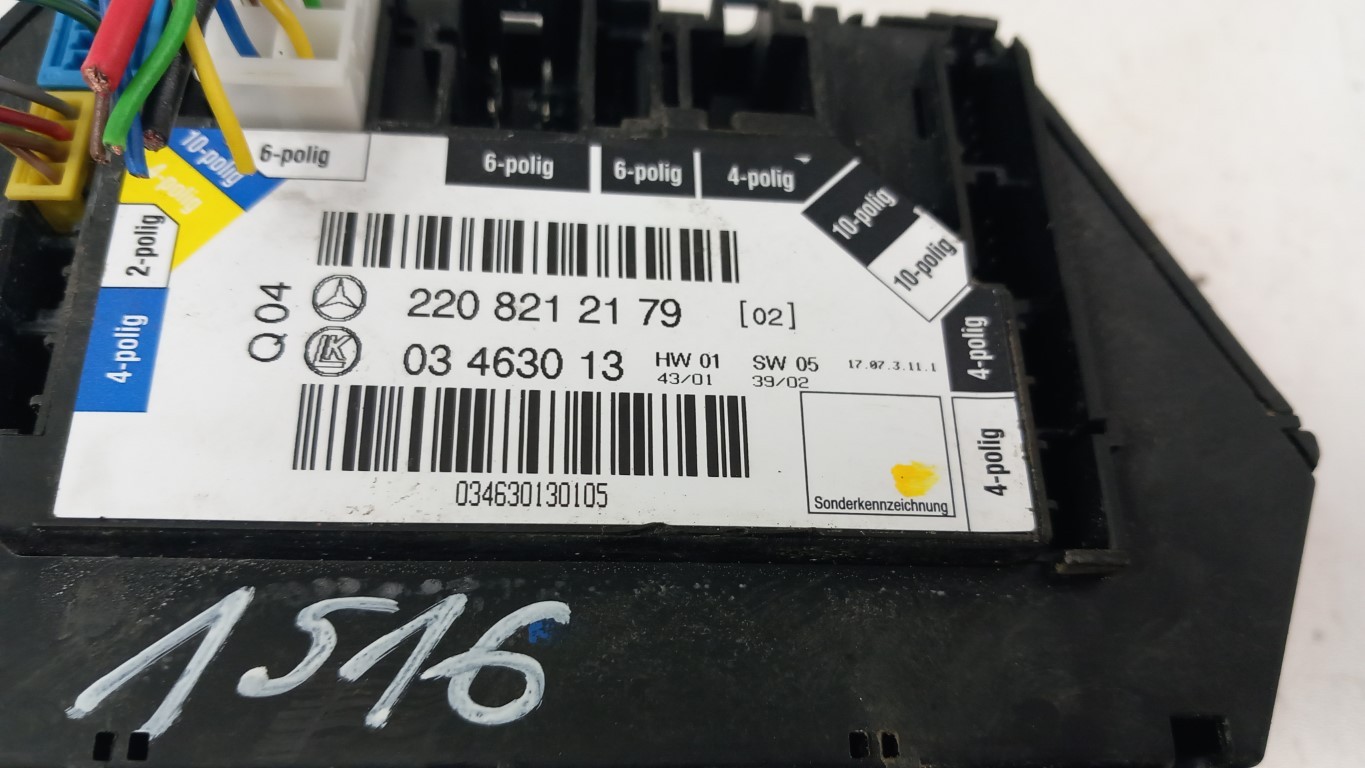 10-polig
4-polig
2-polig
4-polig
6-polig
6-polig
6-polig
4-polig
10-polig
10-polig
4-polig
4-polig
Q 04
220 821 21 79 [02]
LK
03 4630 13 HW 01 SW 05 17.07.3.11.1
43/01 39/02
034630130105
Sonderkennzeichnung
1516